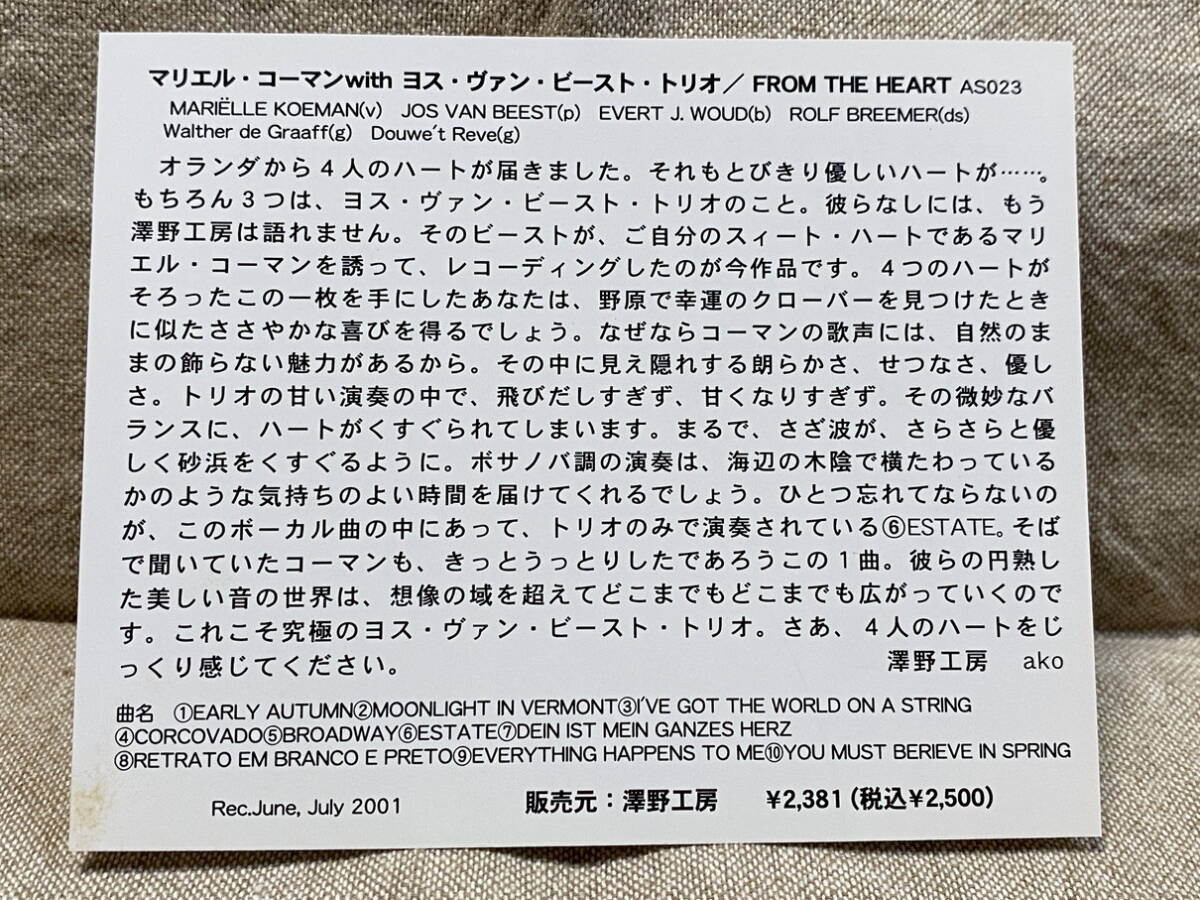 マリエル・コーマンwith ヨス・ヴァン・ビースト・トリオ／ FROM THE HEART AS023
MARIËLLE KOEMAN(v) JOS VAN BEEST(p) EVERT J. WOUD(b) ROLF BREEMER(ds)
Walther de Graaff(g) Douwe't Reve(g)
オランダから４人のハートが届きました。それもとびきり優しいハートが……。
もちろん３つは、ヨス・ヴァン・ビースト・トリオのこと。彼らなしには、もう
澤野工房は語れません。そのビーストが、ご自分のスィート・ハートであるマリ
エル・コーマンを誘って、レコーディングしたのが今作品です。４つのハートが
そろったこの一枚を手にしたあなたは、野原で幸運のクローバーを見つけたとき
に似たささやかな喜びを得るでしょう。なぜならコーマンの歌声には、自然のま
まの飾らない魅力があるから。その中に見え隠れする朗らかさ、せつなさ、優し
さ。トリオの甘い演奏の中で、飛びだしすぎず、甘くなりすぎず。その微妙なバ
ランスに、ハートがくすぐられてしまいます。まるで、さざ波が、さらさらと優
しく砂浜をくすぐるように。ボサノバ調の演奏は、海辺の木陰で横たわっている
かのような気持ちのよい時間を届けてくれるでしょう。ひとつ忘れてならないの
が、このボーカル曲の中にあって、トリオのみで演奏されている⑥ESTATE。そば
で聞いていたコーマンも、きっとうっとりしたであろうこの１曲。彼らの円熟し
た美しい音の世界は、想像の域を超えてどこまでもどこまでも広がっていくので
す。これこそ究極のヨス・ヴァン・ビースト・トリオ。さあ、４人のハートをじ
っくり感じてください。 澤野工房 ako
曲名 ①EARLY AUTUMN②MOONLIGHT IN VERMONT③I'VE GOT THE WORLD ON A STRING
④CORCOVADO⑤BROADWAY⑥ESTATE⑦DEIN IST MEIN GANZES HERZ
⑧RETRATO EM BRANCO E PRETO⑨EVERYTHING HAPPENS TO ME⑩YOU MUST BERIEVE IN SPRING
Rec.June, July 2001 販売元：澤野工房 ¥2,381（税込¥2,500）